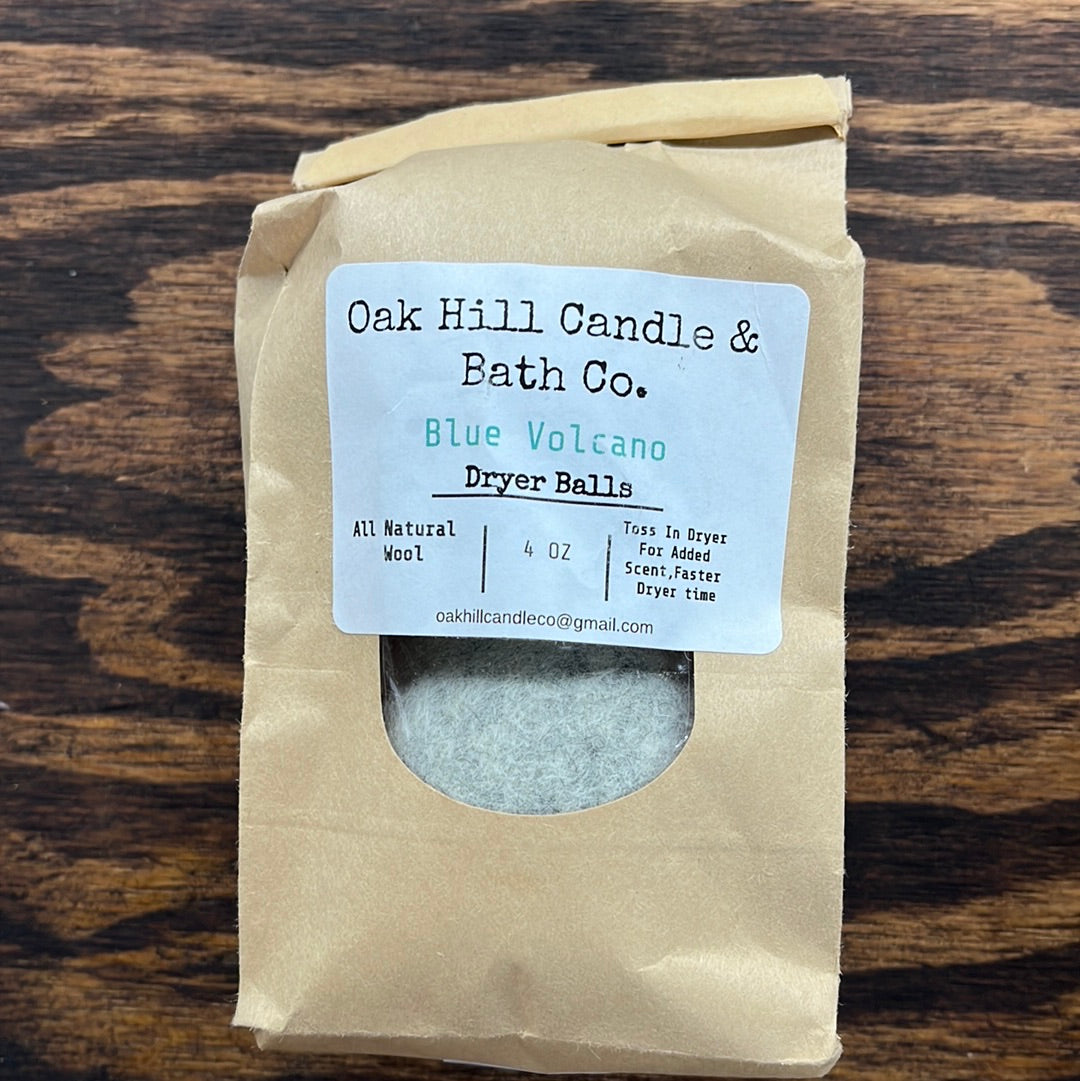 Oak Hill Candle &
Bath Co.
Blue Volcano
Dryer Balls
All Natural
Wool
4 OZ
Toss In Dryer
For Added
Scent,Faster
Dryer time
oakhillcandleco@gmail.com